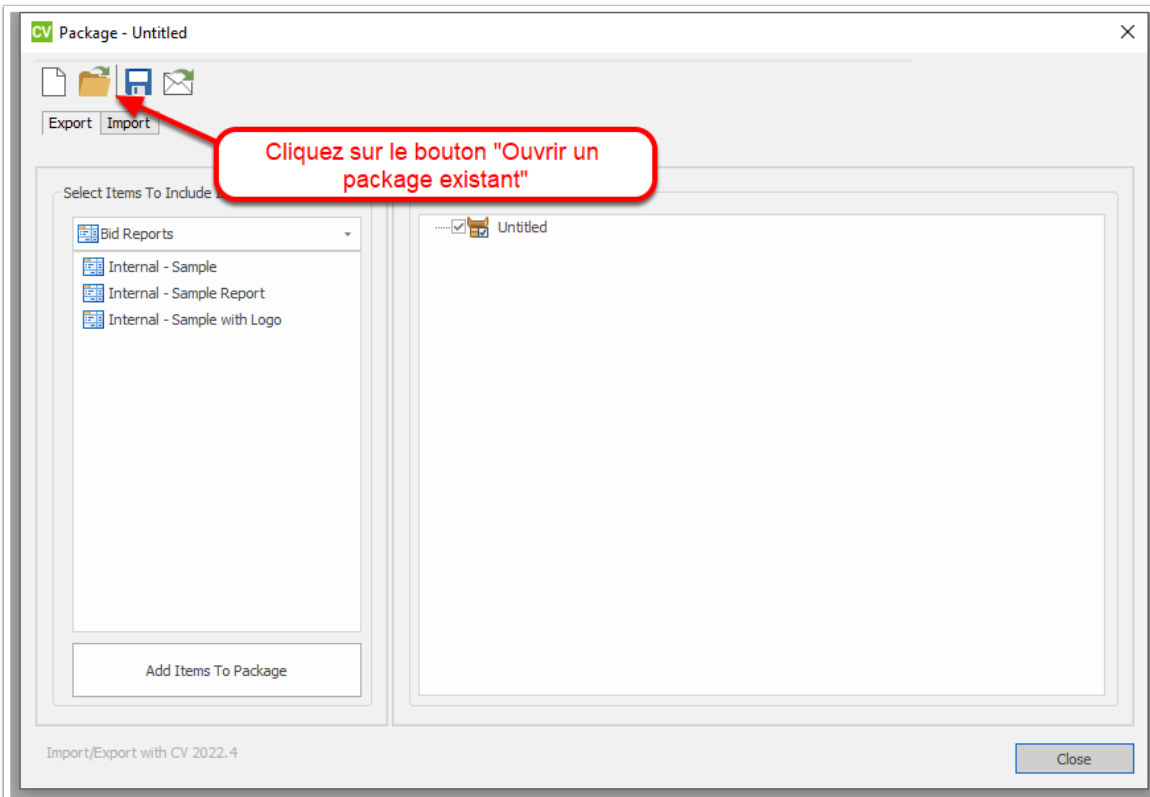 CV Package - Untitled
Export Import
Cliquez sur le bouton "Ouvrir un
package existant"
Select Items To Include
Bid Reports
Internal - Sample
Internal - Sample Report
Internal - Sample with Logo
Untitled
Add Items To Package
Import/Export with CV 2022.4
Close